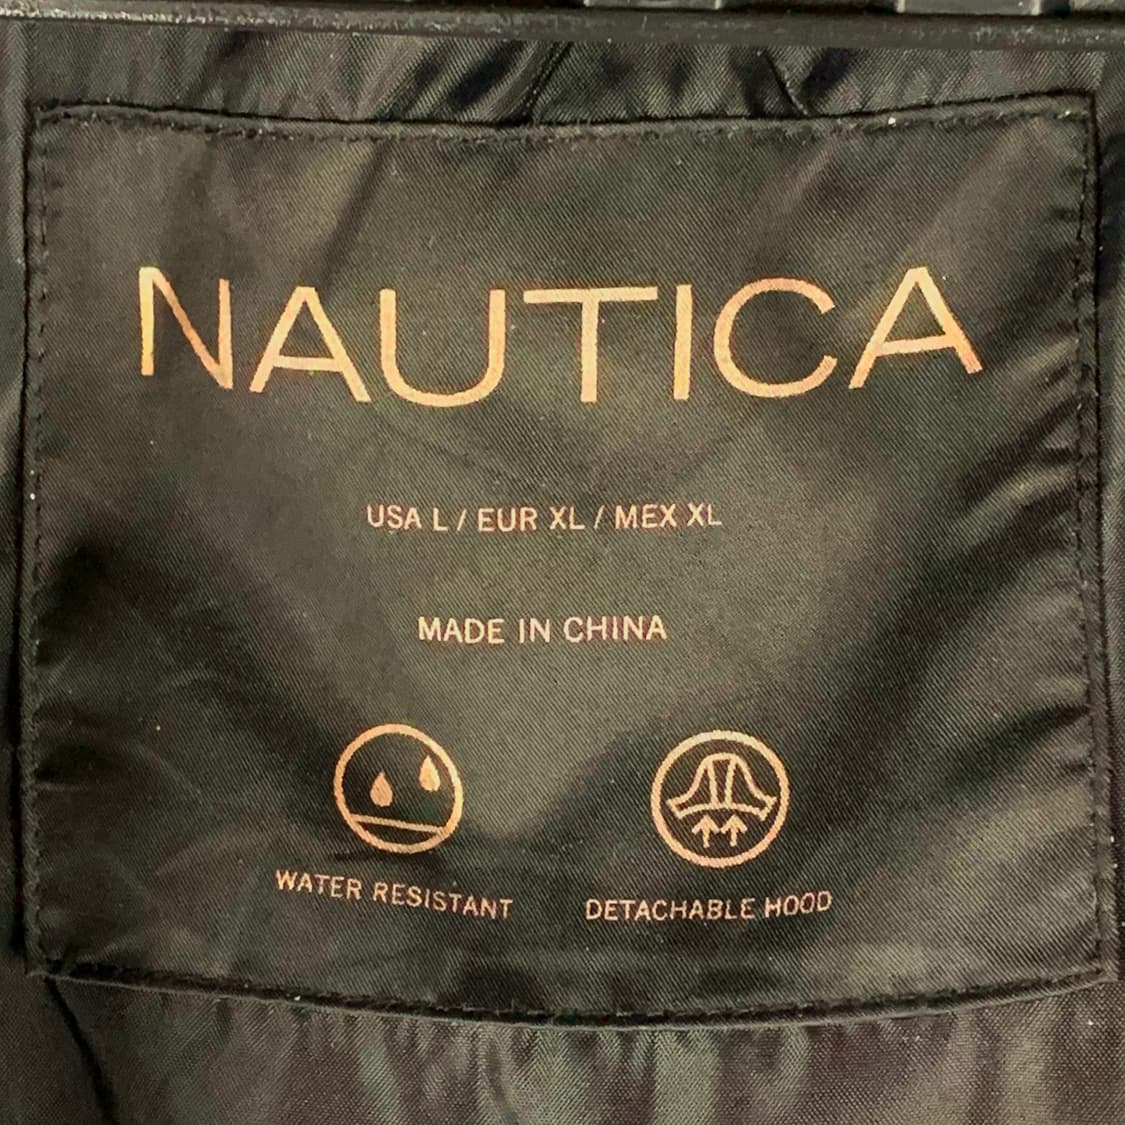 NAUTICA
USA L / EUR XL / MEX XL
MADE IN CHINA
WATER RESISTANT
DETACHABLE HOOD